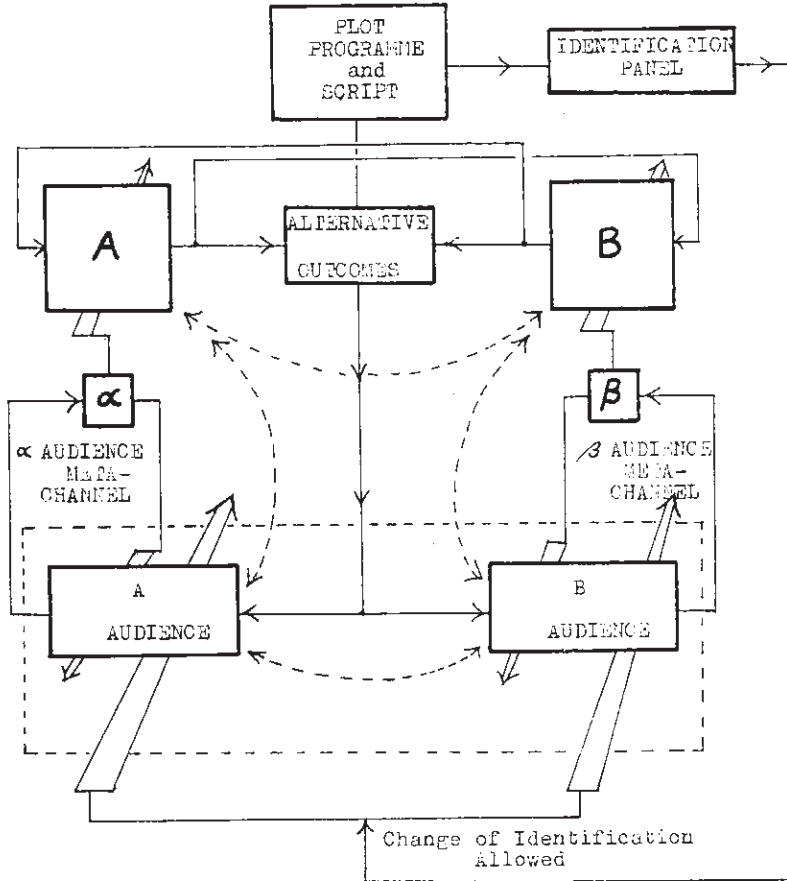 PLOT
PROGRAMME
and
SCRIPT
IDENTIFICATION
PANEL
A
ALTERNATIVE
OUTCOMES
B
α
β
α AUDIENCE
META-
CHANNEL
β AUDIENCE
META-
CHANNEL
A
AUDIENCE
B
AUDIENCE
Change of Identification
Allowed